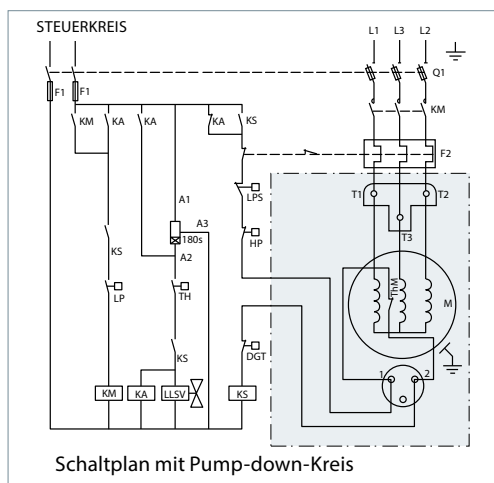 STEUERKREIS
L1 L3 L2
Q1
F1 F1
KM KA KA KA KS KM
F2
A1
LPS
T1 T2
A3
180s
T3
HP
KS
A2
LP
TH
ThM
M
KS
DGT
1 2
KM KA LLSV KS
Schaltplan mit Pump-down-Kreis